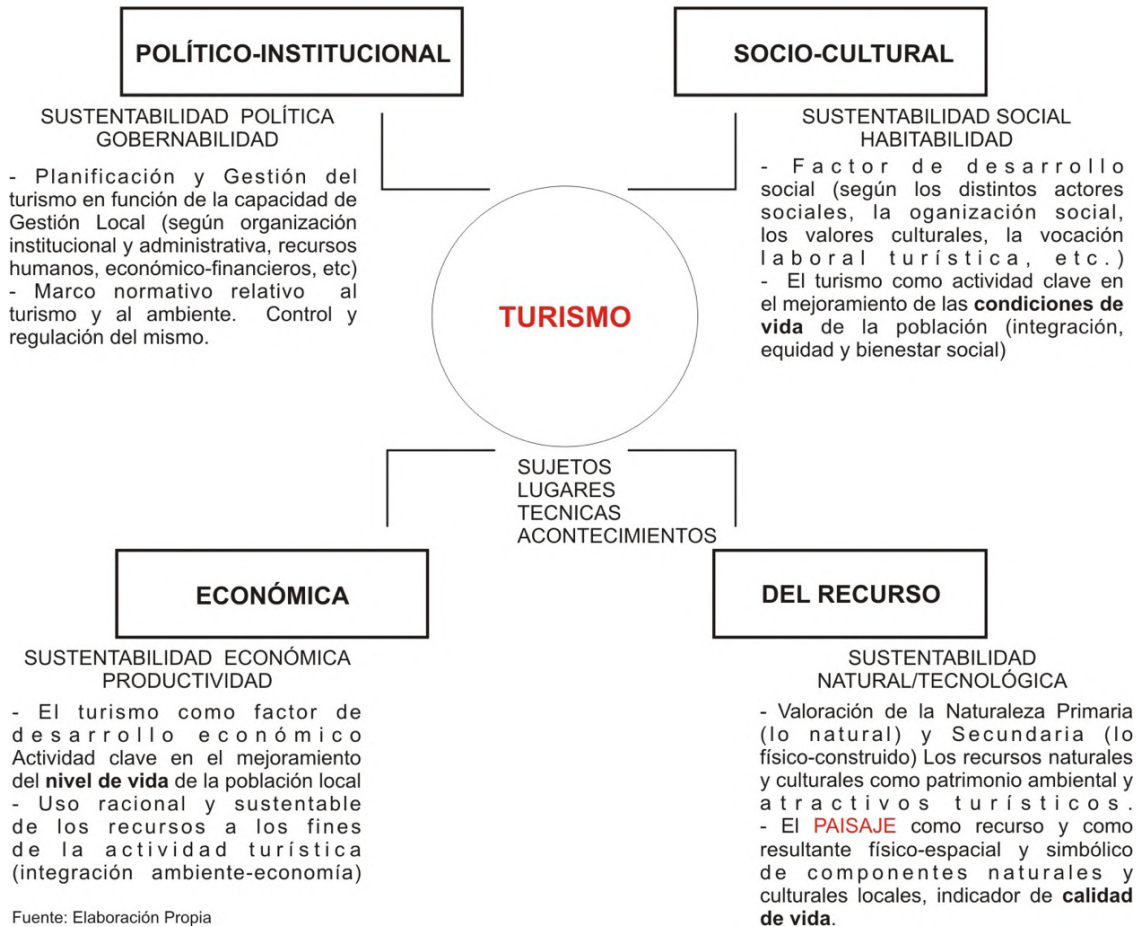 POLÍTICO-INSTITUCIONAL
SUSTENTABILIDAD POLÍTICA
GOBERNABILIDAD
- Planificación y Gestión del
turismo en función de la capacidad de
Gestión Local (según organización
institucional y administrativa, recursos
humanos, económico-financieros, etc)
- Marco normativo relativo al
turismo y al ambiente. Control y
regulación del mismo.
SOCIO-CULTURAL
SUSTENTABILIDAD SOCIAL
HABITABILIDAD
- Factor de desarrollo
social (según los distintos actores
sociales, la oganización social,
los valores culturales, la vocación
laboral turística, etc.)
- El turismo como actividad clave en
el mejoramiento de las condiciones de
vida de la población (integración,
equidad y bienestar social)
TURISMO
SUJETOS
LUGARES
TECNICAS
ACONTECIMIENTOS
ECONÓMICA
SUSTENTABILIDAD ECONÓMICA
PRODUCTIVIDAD
- El turismo como factor de
desarrollo económico
Actividad clave en el mejoramiento
del nivel de vida de la población local
- Uso racional y sustentable
de los recursos a los fines
de la actividad turística
(integración ambiente-economía)
DEL RECURSO
SUSTENTABILIDAD
NATURAL/TECNOLÓGICA
- Valoración de la Naturaleza Primaria
(lo natural) y Secundaria (lo
físico-construido) Los recursos naturales
y culturales como patrimonio ambiental y
atractivos turísticos.
- El PAISAJE como recurso y como
resultante físico-espacial y simbólico
de componentes naturales y
culturales locales, indicador de calidad
de vida.
Fuente: Elaboración Propia